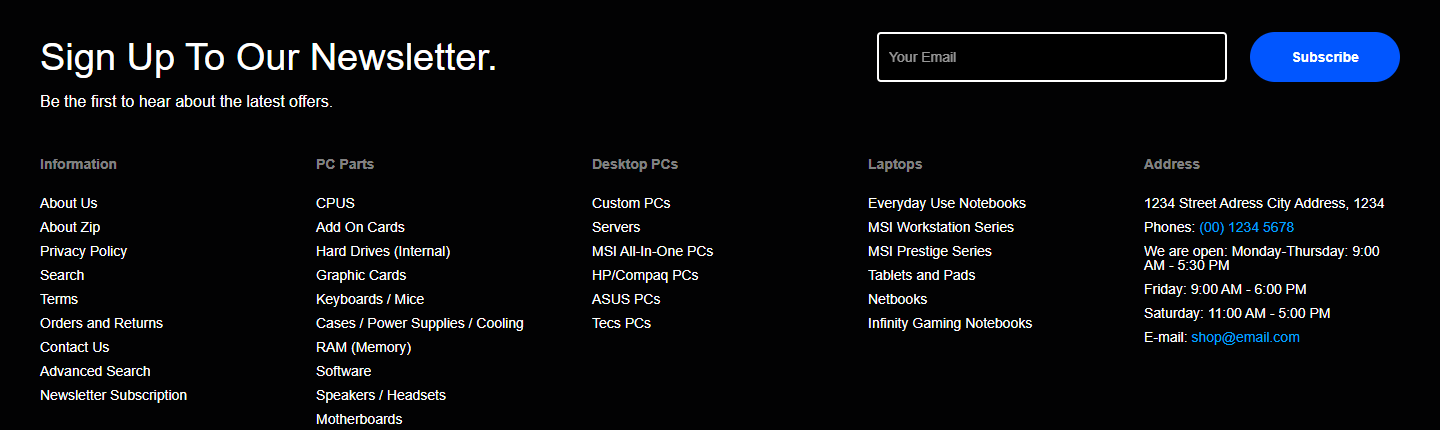 Sign Up To Our Newsletter.
Be the first to hear about the latest offers.
Your Email
Subscribe
Information
About Us
About Zip
Privacy Policy
Search
Terms
Orders and Returns
Contact Us
Advanced Search
Newsletter Subscription
PC Parts
CPUS
Add On Cards
Hard Drives (Internal)
Graphic Cards
Keyboards / Mice
Cases / Power Supplies / Cooling
RAM (Memory)
Software
Speakers / Headsets
Motherboards
Desktop PCs
Custom PCs
Servers
MSI All-In-One PCs
HP/Compaq PCs
ASUS PCs
Tecs PCs
Laptops
Everyday Use Notebooks
MSI Workstation Series
MSI Prestige Series
Tablets and Pads
Netbooks
Infinity Gaming Notebooks
Address
1234 Street Adress City Address, 1234
Phones: (00) 1234 5678
We are open: Monday-Thursday: 9:00
AM - 5:30 PM
Friday: 9:00 AM - 6:00 PM
Saturday: 11:00 AM - 5:00 PM
E-mail: shop@email.com